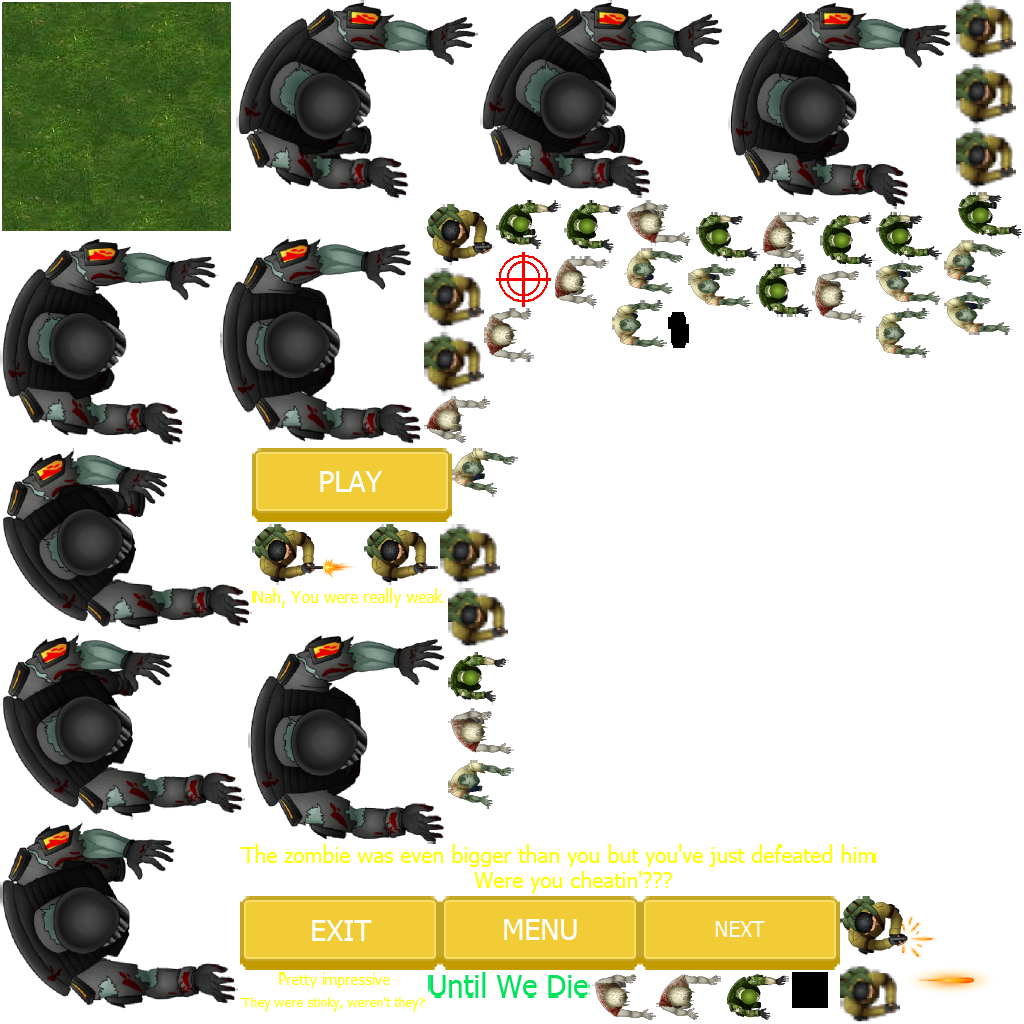 PLAY
Nah, You were really weak.
The zombie was even bigger than you but you've just defeated him
Were you cheatin'???
EXIT
MENU
NEXT
Pretty impressive
They were stinky, weren't they?
Until We Die